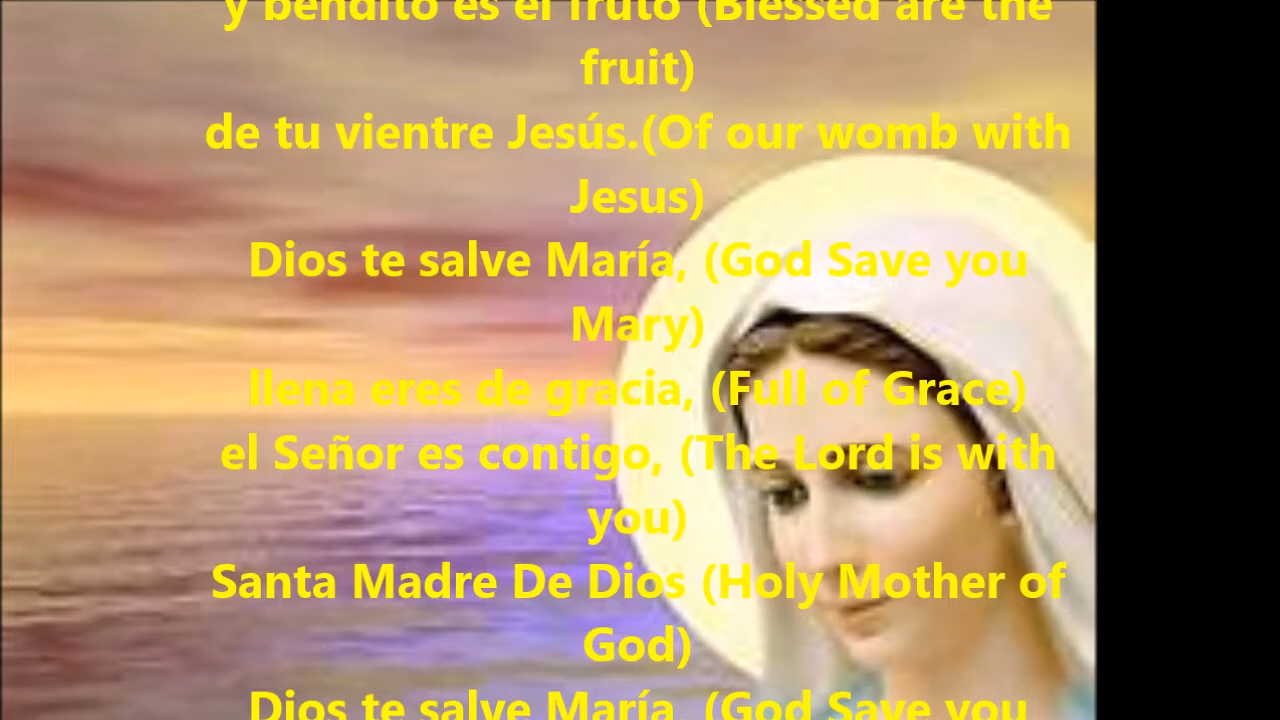 y bendito es el fruto (Blessed are the
fruit)
de tu vientre Jesús.(Of our womb with
Jesus)
Dios te salve María, (God Save you
Mary)
llena eres de gracia, (Full of Grace)
el Señor es contigo, (The Lord is with
you)
Santa Madre De Dios (Holy Mother of
God)
Dios te salve María, (God Save you